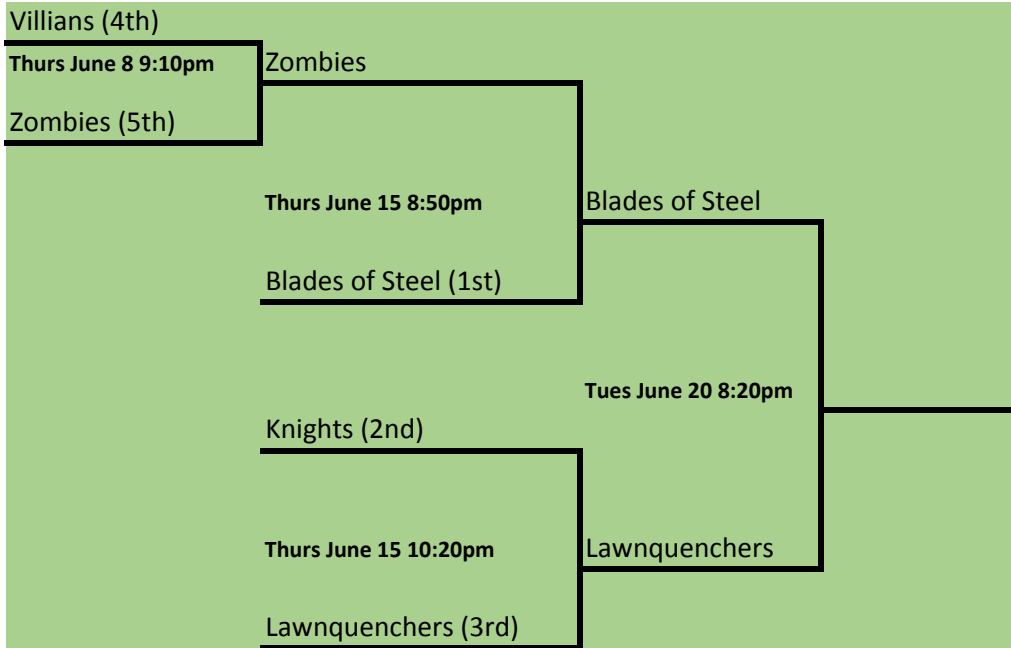 Villians (4th)
Thurs June 8 9:10pm
Zombies
Zombies (5th)
Thurs June 15 8:50pm
Blades of Steel
Blades of Steel (1st)
Tues June 20 8:20pm
Knights (2nd)
Thurs June 15 10:20pm
Lawnquenchers
Lawnquenchers (3rd)